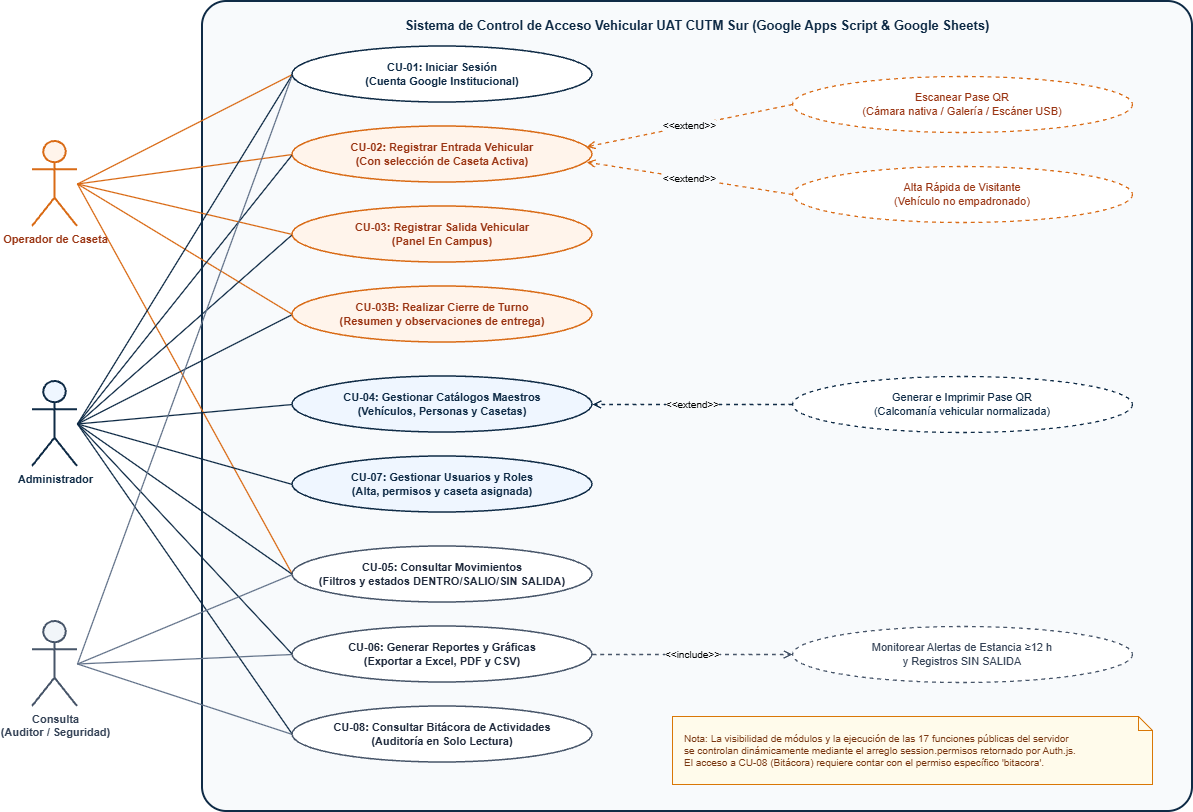 Sistema de Control de Acceso Vehicular UAT CUTM Sur (Google Apps Script & Google Sheets)
CU-01: Iniciar Sesión
(Cuenta Google Institucional)
Escanear Pase QR
(Cámara nativa / Galería / Escáner USB)
<<extend>>
CU-02: Registrar Entrada Vehicular
(Con selección de Caseta Activa)
<<extend>>
Alta Rápida de Visitante
(Vehículo no empadronado)
Operador de Caseta
CU-03: Registrar Salida Vehicular
(Panel En Campus)
CU-03B: Realizar Cierre de Turno
(Resumen y observaciones de entrega)
CU-04: Gestionar Catálogos Maestros
(Vehículos, Personas y Casetas)
<<extend>>
Generar e Imprimir Pase QR
(Calcomanía vehicular normalizada)
Administrador
CU-07: Gestionar Usuarios y Roles
(Alta, permisos y caseta asignada)
CU-05: Consultar Movimientos
(Filtros y estados DENTRO/SALIO/SIN SALIDA)
CU-06: Generar Reportes y Gráficas
(Exportar a Excel, PDF y CSV)
<<include>>
Monitorear Alertas de Estancia ≥12 h
y Registros SIN SALIDA
Consulta
(Auditor / Seguridad)
CU-08: Consultar Bitácora de Actividades
(Auditoría en Solo Lectura)
Nota: La visibilidad de módulos y la ejecución de las 17 funciones públicas del servidor
se controlan dinámicamente mediante el arreglo session.permisos retornado por Auth.js.
El acceso a CU-08 (Bitácora) requiere contar con el permiso específico 'bitacora'.